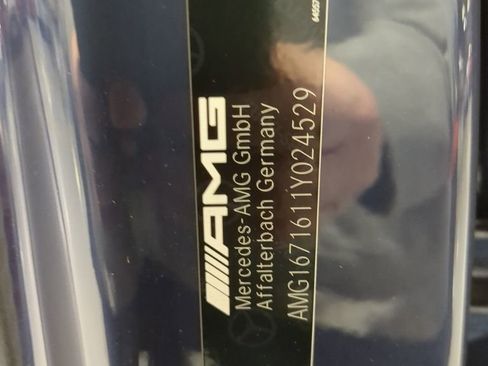 AMG
Mercedes-AMG GmbH
Affalterbach Germany
AMG1671611Y024529